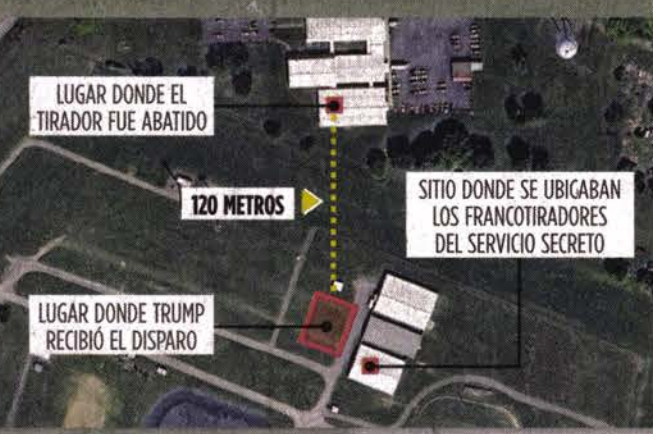 LUGAR DONDE EL
TIRADOR FUE ABATIDO
120 METROS
SITIO DONDE SE UBIGABAN
LOS FRANCOTIRADORES
DEL SERVICIO SECRETO
LUGAR DONDE TRUMP
RECIBIÓ EL DISPARO